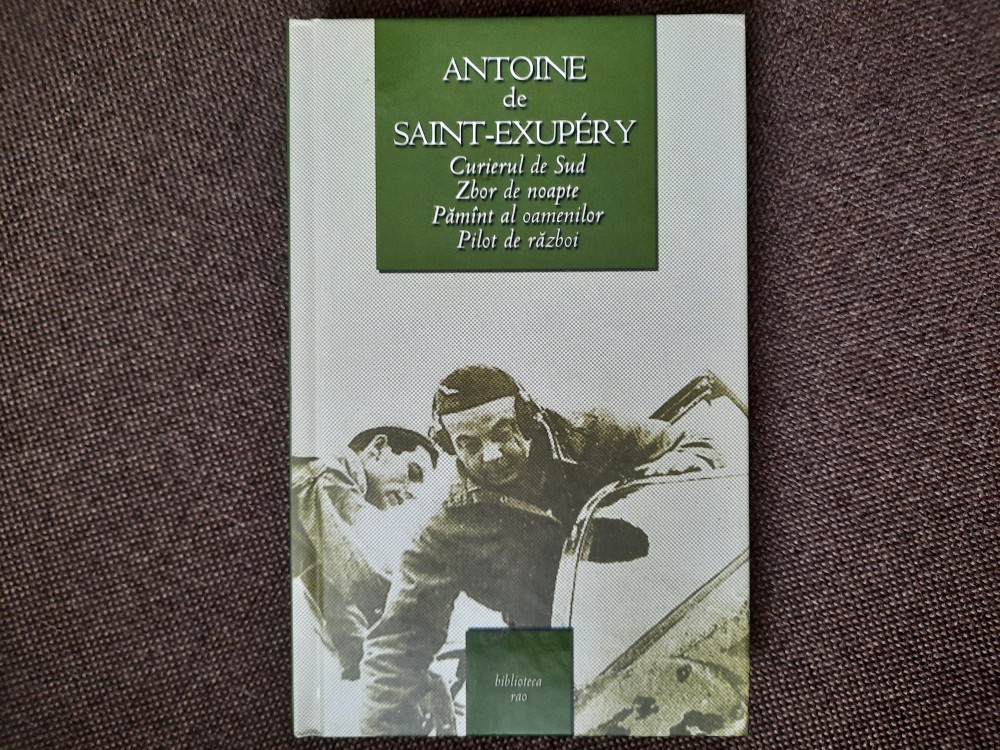 ANTOINE
de
SAINT-EXUPÉRY
Curierul de Sud
Zbor de noapte
Pămînt al oamenilor
Pilot de război
biblioteca
rao